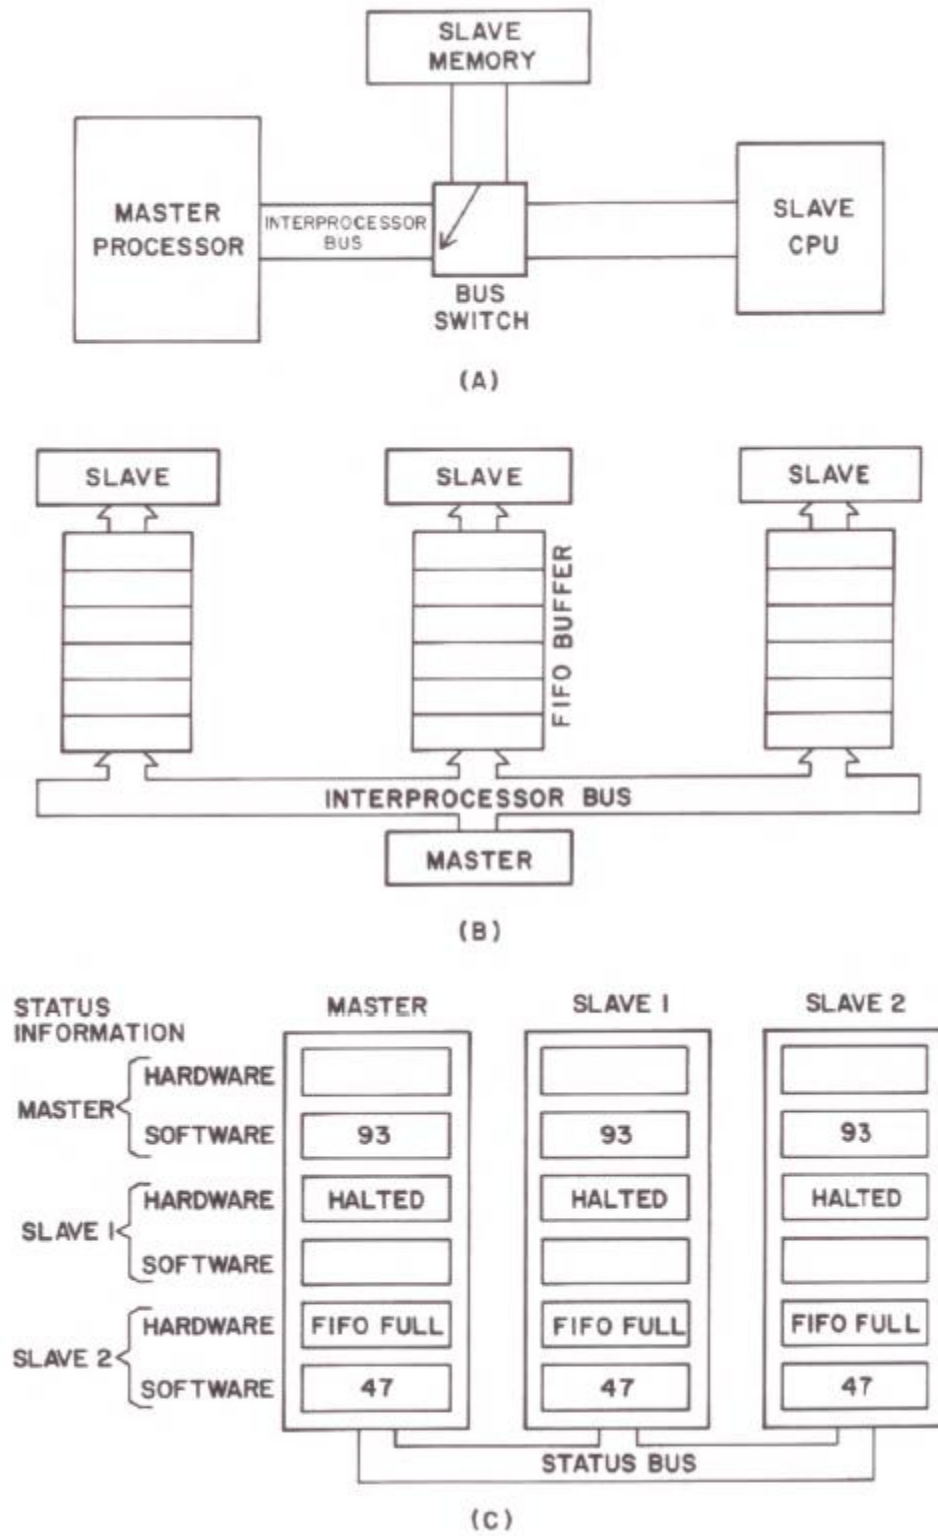 SLAVE
MEMORY
MASTER
PROCESSOR
INTERPROCESSOR
BUS
SLAVE
CPU
BUS
SWITCH
(A)
SLAVE
SLAVE
SLAVE
FIFO BUFFER
INTERPROCESSOR BUS
MASTER
(B)
STATUS
INFORMATION
MASTER
SLAVE 1
SLAVE 2
MASTER
HARDWARE
SOFTWARE
93
93
93
SLAVE 1
HARDWARE
HALTED
HALTED
HALTED
SOFTWARE
SLAVE 2
HARDWARE
FIFO FULL
FIFO FULL
FIFO FULL
SOFTWARE
47
47
47
STATUS BUS
(C)